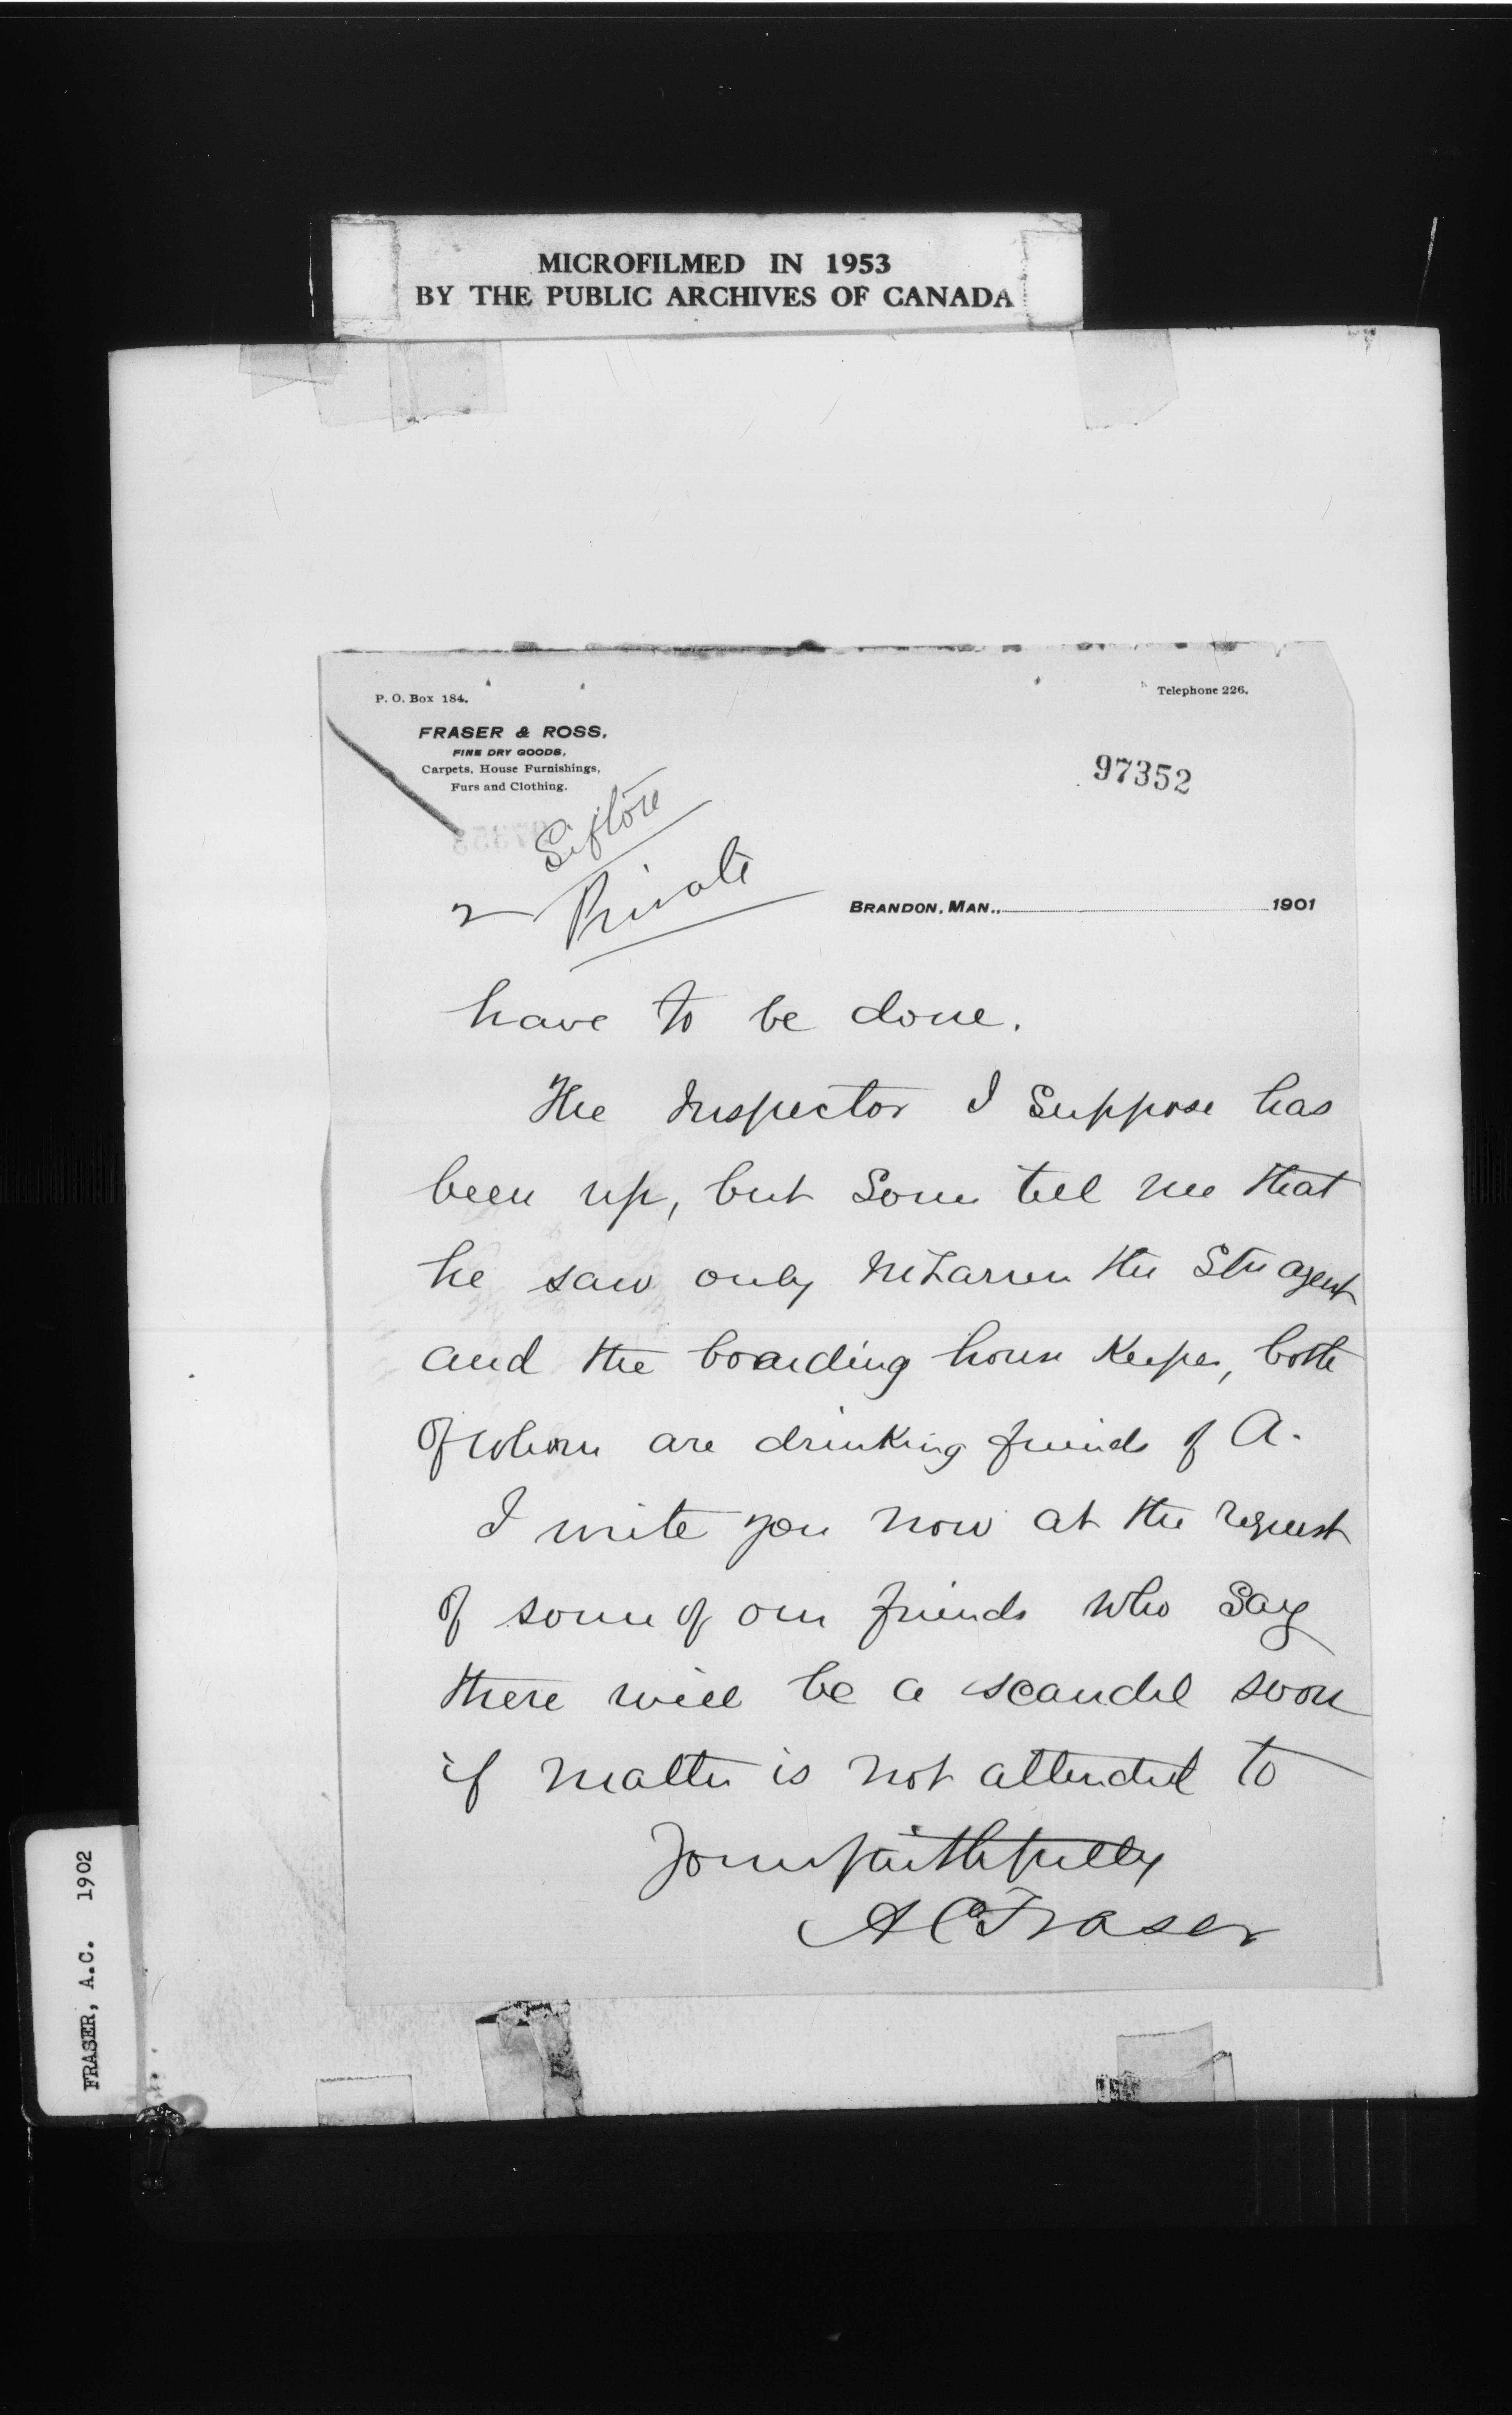 MICROFILMED IN 1953
BY THE PUBLIC ARCHIVES OF CANADA
P. O. Box 184.
Telephone 226.
FRASER & ROSS,
FINE DRY GOODS,
Carpets, House Furnishings,
Furs and Clothing.
97352
Sifton
2 Private
BRANDON, MAN., 1901
have to be done.
The Inspector I suppose has
been up, but some tell me that
he saw only McLarren the Stn agent
and the boarding house Keeper, both
of whom are drinking friends of A.
I write you now at the request
of some of our friends who say
there will be a scandel soon
if matter is not attended to
Yours faithfully
A C Fraser
FRASER, A.C. 1902